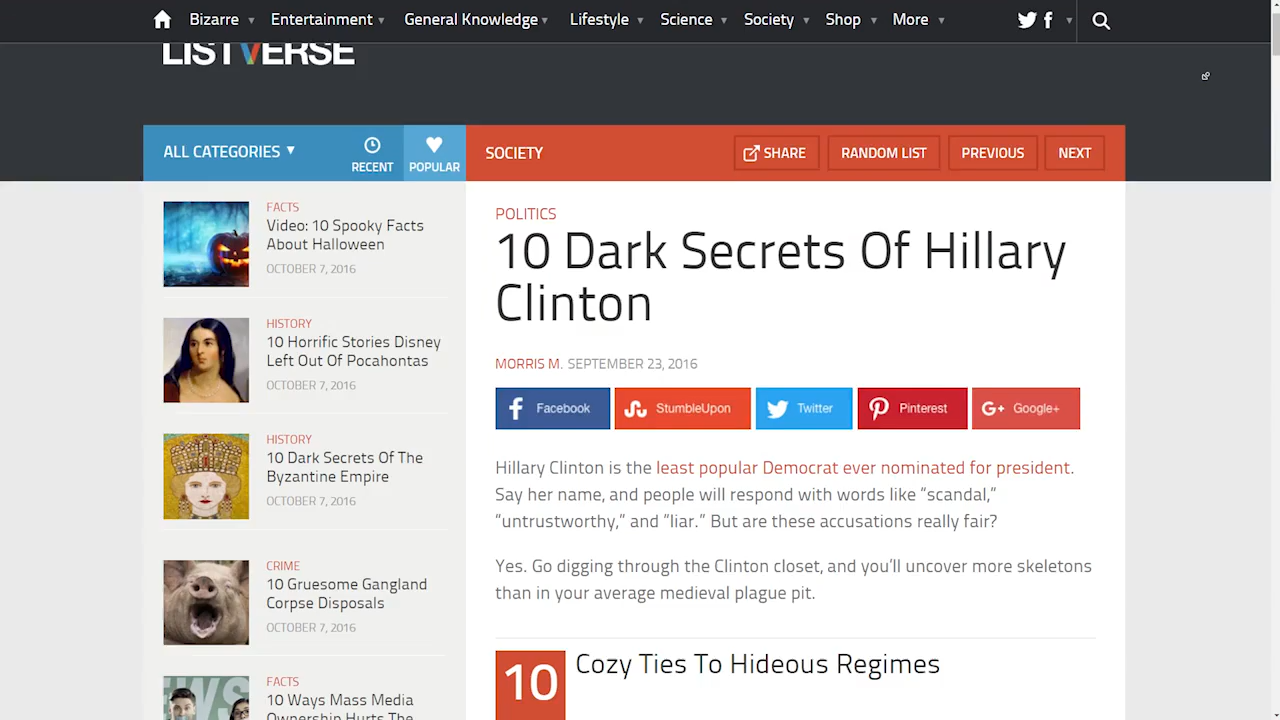 Bizarre Entertainment General Knowledge Lifestyle Science Society Shop More
LISTVERSE
ALL CATEGORIES
RECENT
POPULAR
SOCIETY
SHARE
RANDOM LIST
PREVIOUS
NEXT
FACTS
Video: 10 Spooky Facts
About Halloween
OCTOBER 7, 2016
HISTORY
10 Horrific Stories Disney
Left Out Of Pocahontas
OCTOBER 7, 2016
HISTORY
10 Dark Secrets Of The
Byzantine Empire
OCTOBER 7, 2016
CRIME
10 Gruesome Gangland
Corpse Disposals
OCTOBER 7, 2016
FACTS
10 Ways Mass Media
Ownership Hurts The
POLITICS
10 Dark Secrets Of Hillary
Clinton
MORRIS M. SEPTEMBER 23, 2016
Facebook
StumbleUpon
Twitter
Pinterest
G+ Google+
Hillary Clinton is the least popular Democrat ever nominated for president.
Say her name, and people will respond with words like “scandal,“
“untrustworthy,” and “liar.” But are these accusations really fair?
Yes. Go digging through the Clinton closet, and you’ll uncover more skeletons
than in your average medieval plague pit.
10 Cozy Ties To Hideous Regimes